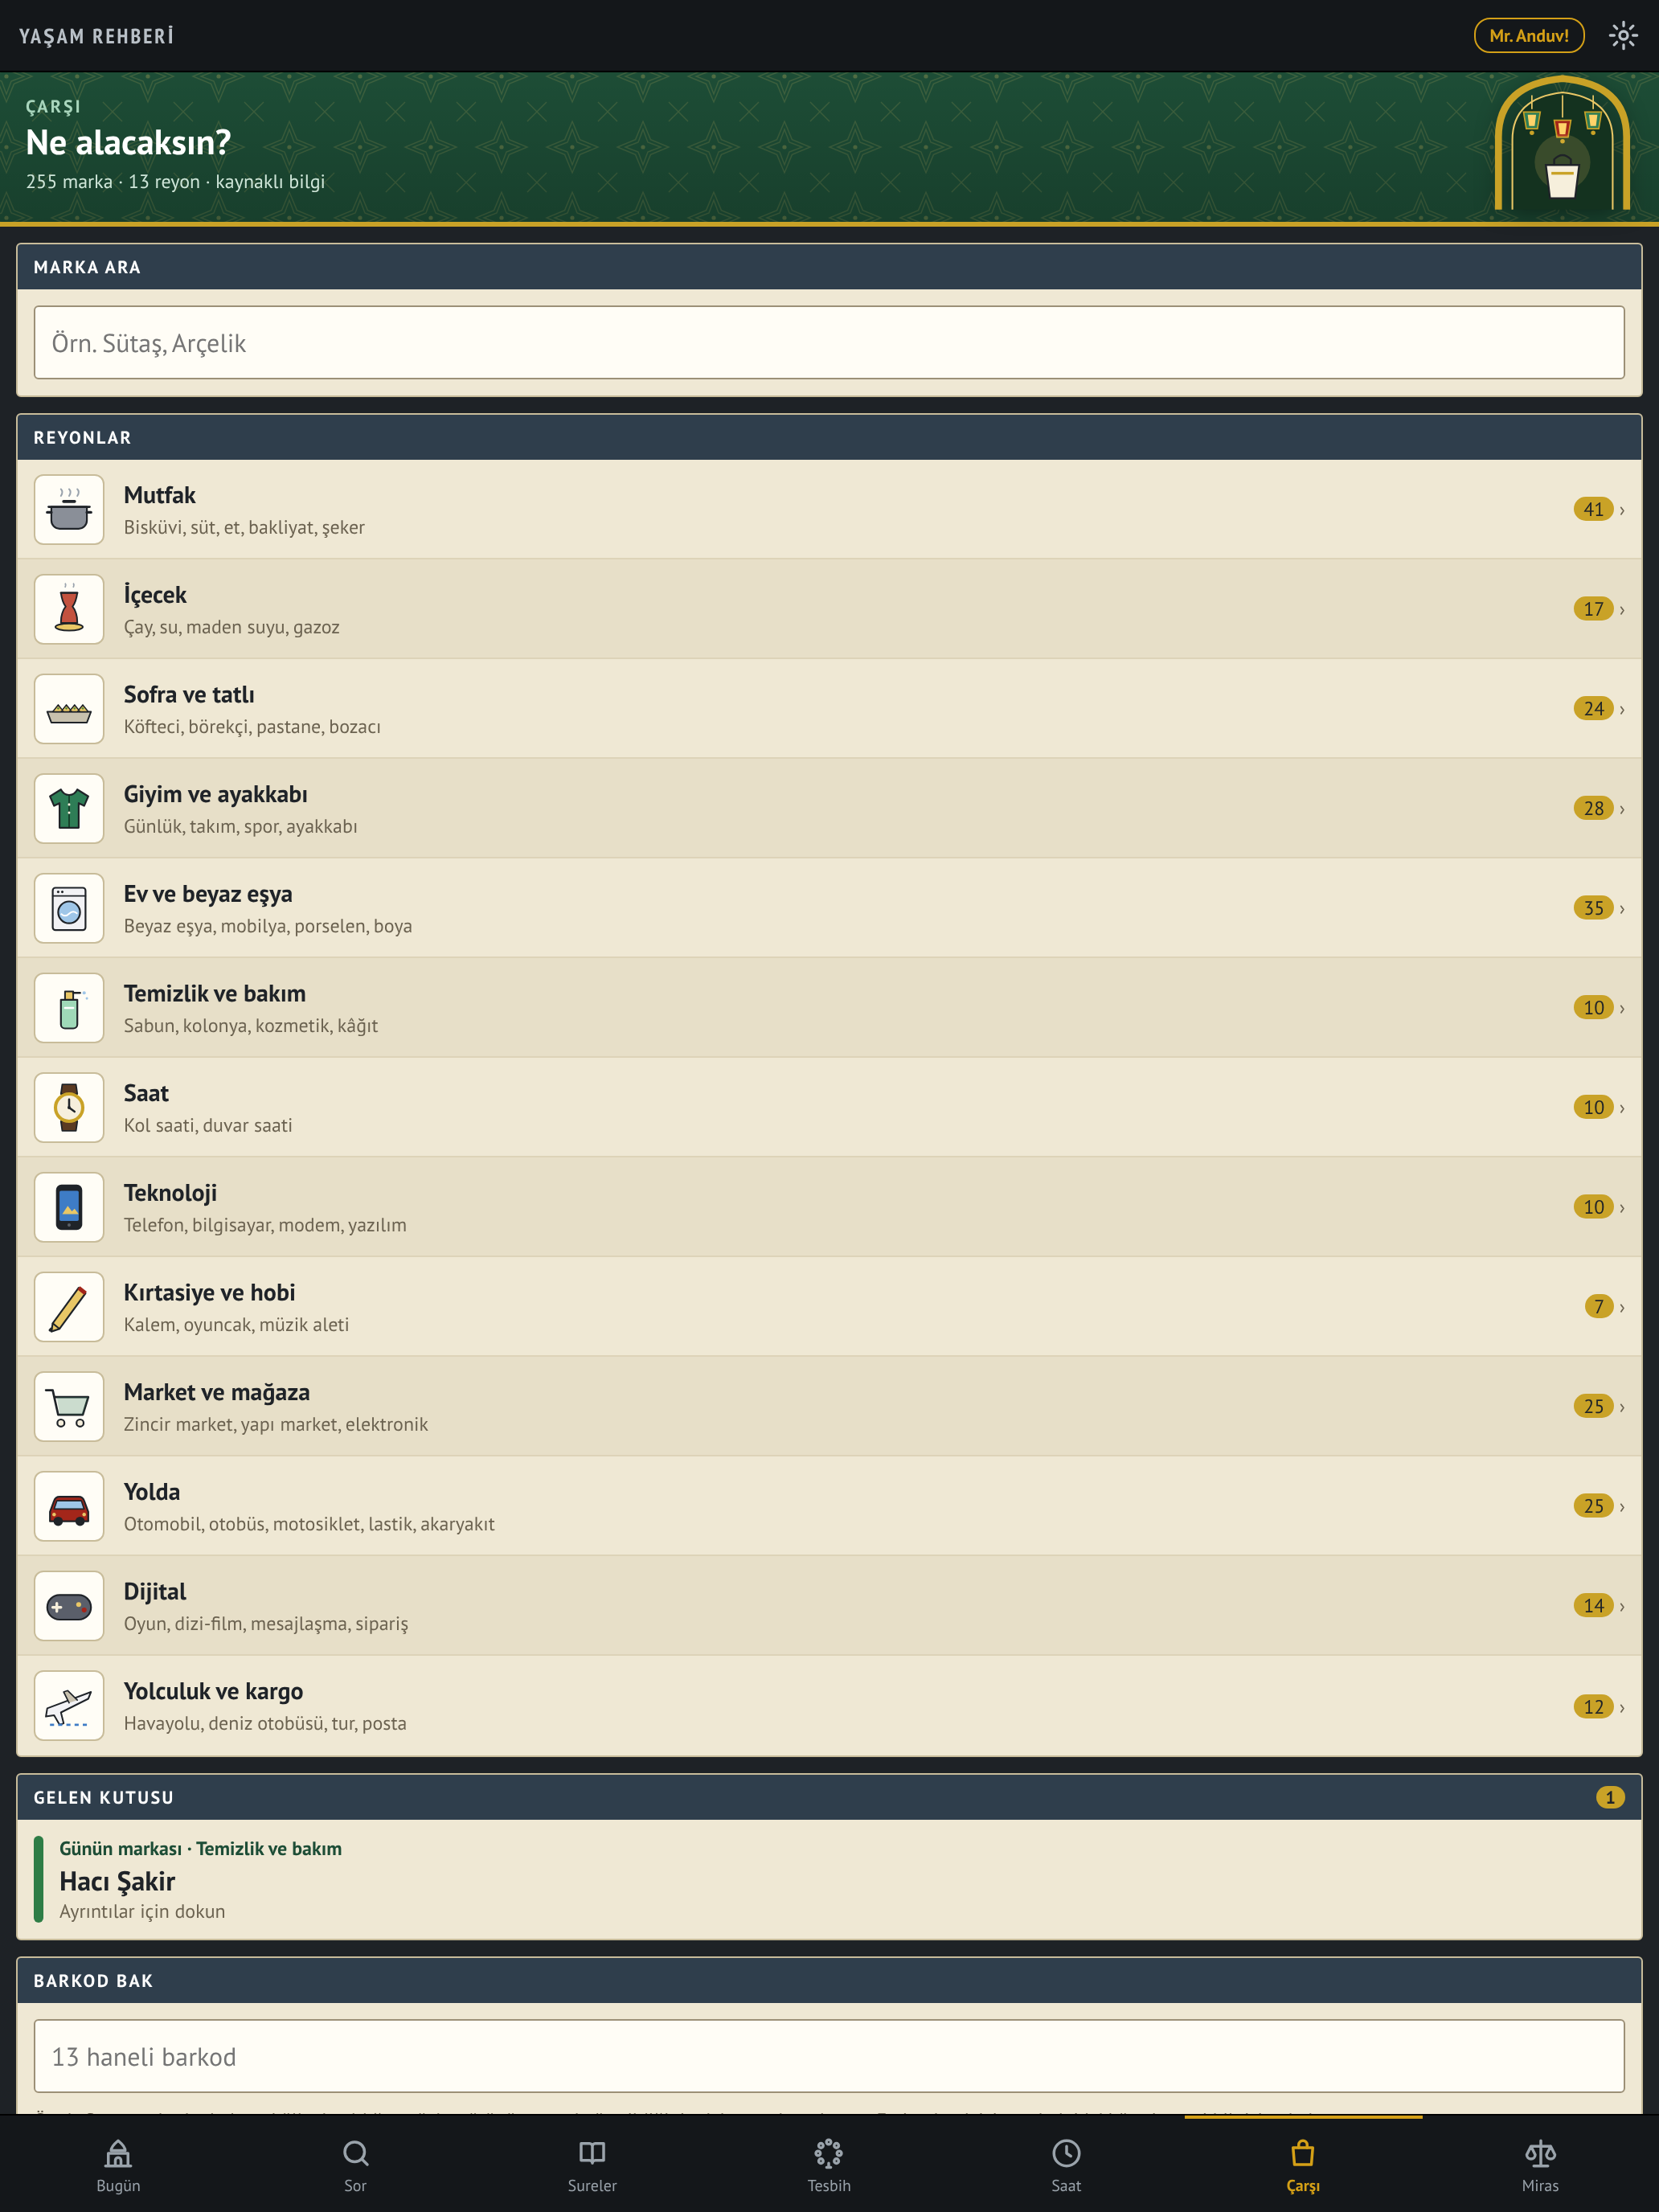 YAŞAM REHBERİ
Mr. Anduv!
ÇARŞI
Ne alacaksın?
255 marka · 13 reyon · kaynaklı bilgi
MARKA ARA
Örn. Sütaş, Arçelik
REYONLAR
Mutfak
Bisküvi, süt, et, bakliyat, şeker
41 ›
İçecek
Çay, su, maden suyu, gazoz
17 ›
Sofra ve tatlı
Köfteci, börekçi, pastane, bozacı
24 ›
Giyim ve ayakkabı
Günlük, takım, spor, ayakkabı
28 ›
Ev ve beyaz eşya
Beyaz eşya, mobilya, porselen, boya
35 ›
Temizlik ve bakım
Sabun, kolonya, kozmetik, kâğıt
10 ›
Saat
Kol saati, duvar saati
10 ›
Teknoloji
Telefon, bilgisayar, modem, yazılım
10 ›
Kırtasiye ve hobi
Kalem, oyuncak, müzik aleti
7 ›
Market ve mağaza
Zincir market, yapı market, elektronik
25 ›
Yolda
Otomobil, otobüs, motosiklet, lastik, akaryakıt
25 ›
Dijital
Oyun, dizi-film, mesajlaşma, sipariş
14 ›
Yolculuk ve kargo
Havayolu, deniz otobüsü, tur, posta
12 ›
GELEN KUTUSU
1
Günün markası · Temizlik ve bakım
Hacı Şakir
Ayrıntılar için dokun
BARKOD BAK
13 haneli barkod
Bugün
Sor
Sureler
Tesbih
Saat
Çarşı
Miras